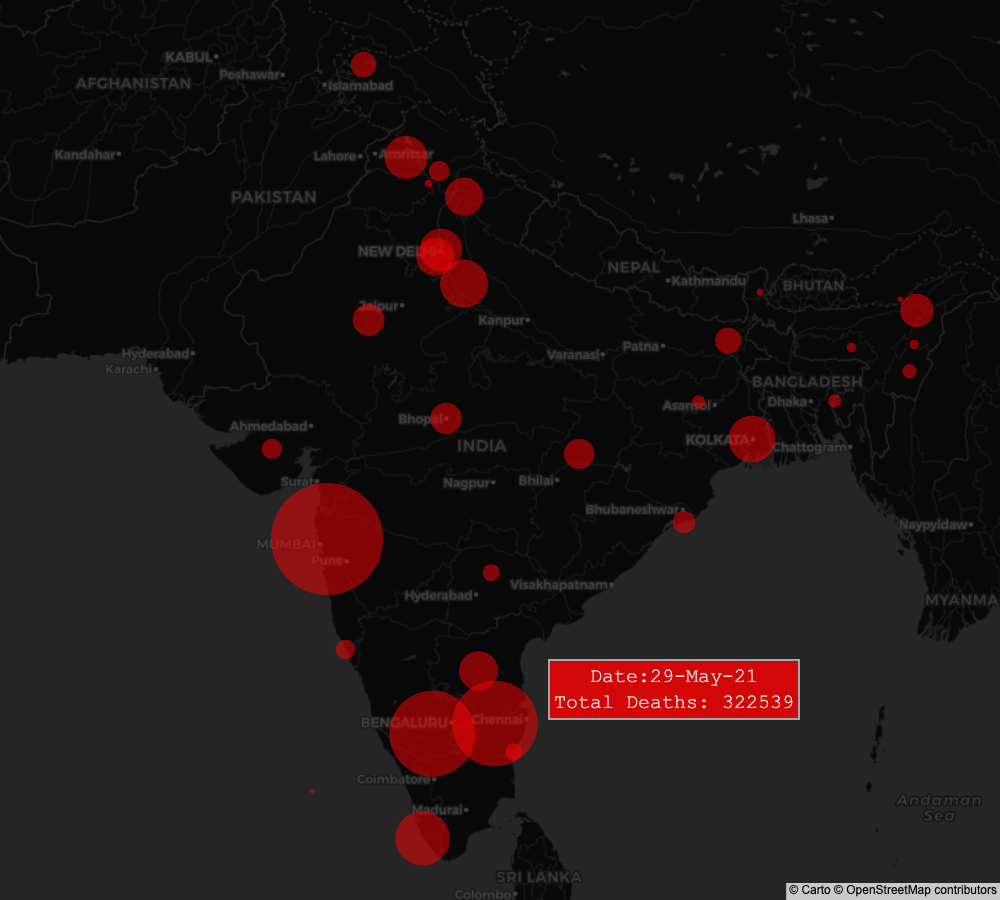 KABUL
Peshawar
AFGHANISTAN
Islamabad
Kandahar
Lahore
Amritsar
PAKISTAN
Lhasa
NEW DELHI
NEPAL
Kathmandu
BHUTAN
Jaipur
Kanpur
Hyderabad
Karachi
Varanasi
Patna
BANGLADESH
Asansol
Dhaka
Ahmedabad
Bhopal
INDIA
KOLKATA
Chattogram
Surat
Nagpur
Bhilai
Bhubaneshwar
Naypyidaw
MUMBAI
Pune
Hyderabad
Visakhapatnam
MYANMA
Date:29-May-21
Total Deaths: 322539
BENGALURU
Chennai
Coimbatore
Madurai
Andaman
Sea
SRI LANKA
Colombo
© Carto © OpenStreetMap contributors